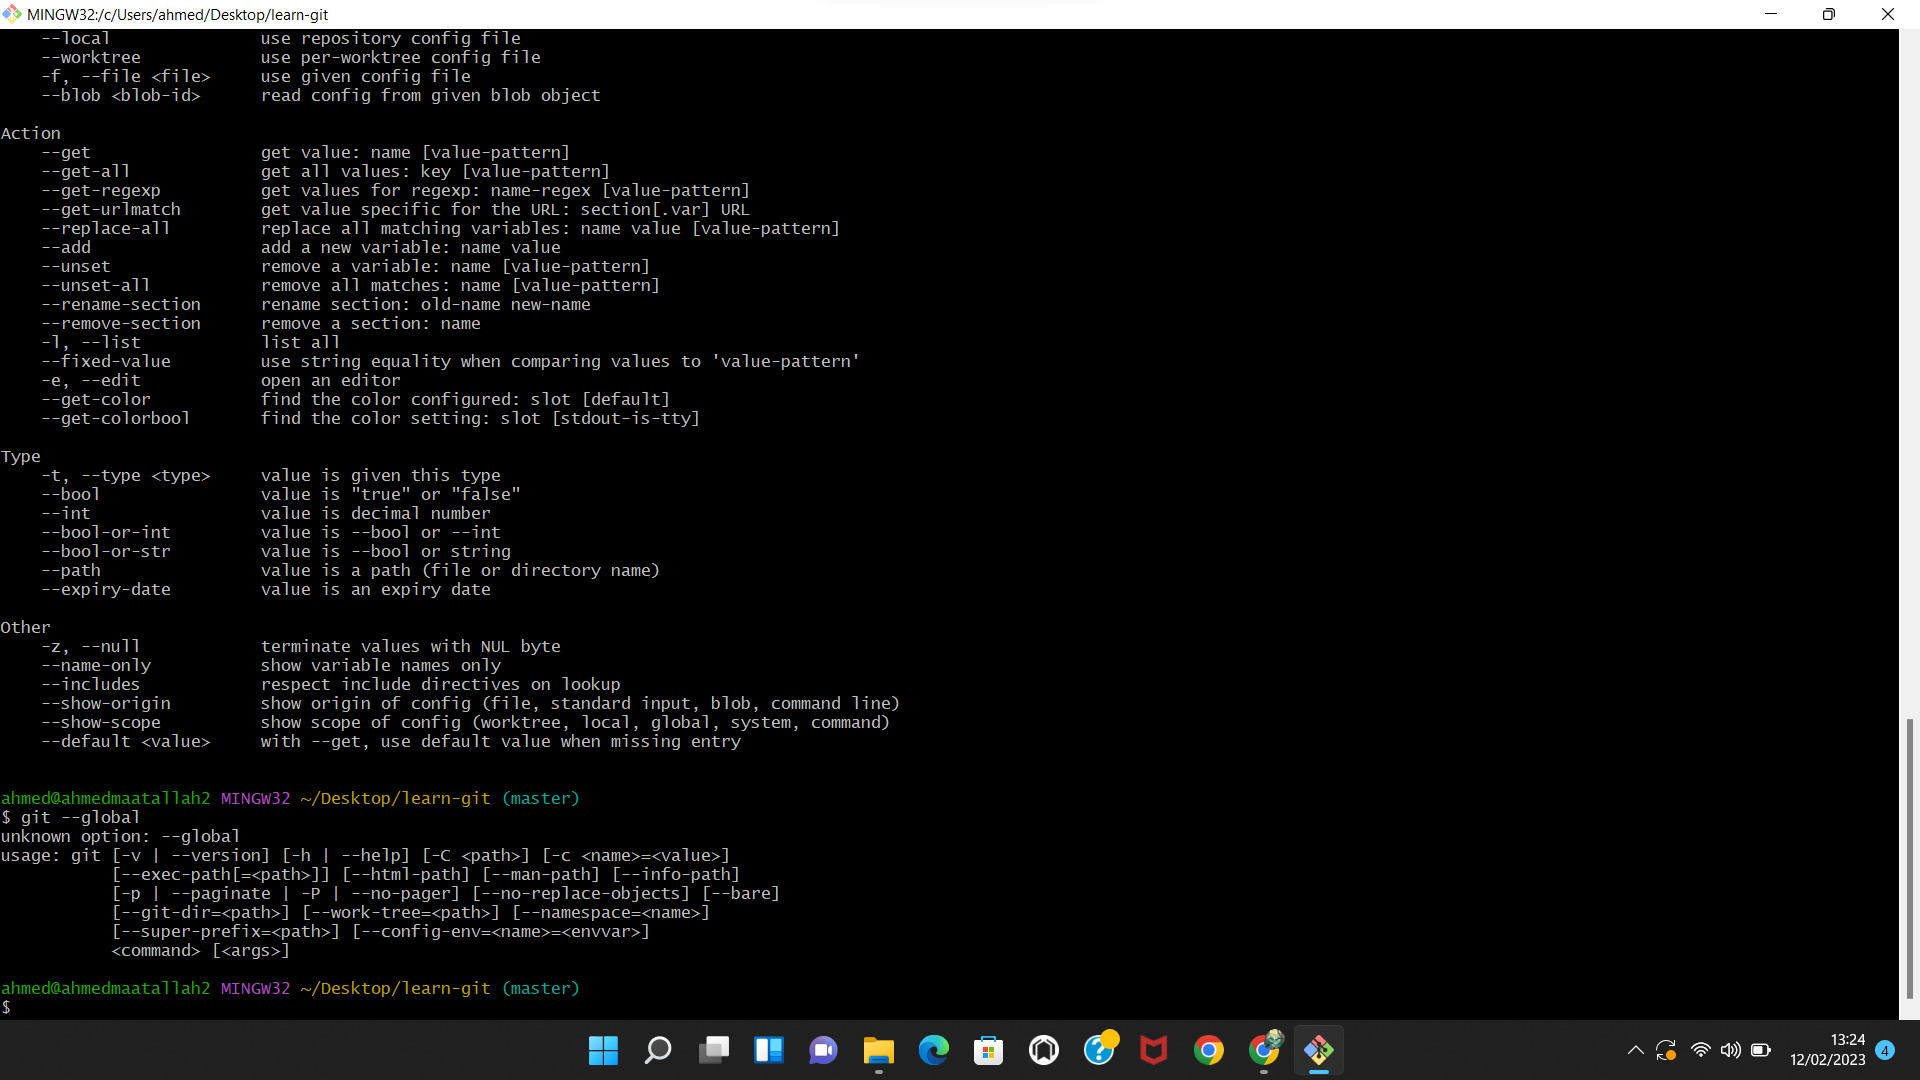 MINGW32:/c/Users/ahmed/Desktop/learn-git
    --local               use repository config file
    --worktree            use per-worktree config file
    -f, --file <file>     use given config file
    --blob <blob-id>      read config from given blob object

Action
    --get                 get value: name [value-pattern]
    --get-all             get all values: key [value-pattern]
    --get-regexp          get values for regexp: name-regex [value-pattern]
    --get-urlmatch        get value specific for the URL: section[.var] URL
    --replace-all         replace all matching variables: name value [value-pattern]
    --add                 add a new variable: name value
    --unset               remove a variable: name [value-pattern]
    --unset-all           remove all matches: name [value-pattern]
    --rename-section      rename section: old-name new-name
    --remove-section      remove a section: name
    -l, --list            list all
    --fixed-value         use string equality when comparing values to 'value-pattern'
    -e, --edit            open an editor
    --get-color           find the color configured: slot [default]
    --get-colorbool       find the color setting: slot [stdout-is-tty]

Type
    -t, --type <type>     value is given this type
    --bool                value is "true" or "false"
    --int                 value is decimal number
    --bool-or-int         value is --bool or --int
    --bool-or-str         value is --bool or string
    --path                value is a path (file or directory name)
    --expiry-date         value is an expiry date

Other
    -z, --null            terminate values with NUL byte
    --name-only           show variable names only
    --includes            respect include directives on lookup
    --show-origin         show origin of config (file, standard input, blob, command line)
    --show-scope          show scope of config (worktree, local, global, system, command)
    --default <value>     with --get, use default value when missing entry

ahmed@ahmedmaatallah2 MINGW32 ~/Desktop/learn-git (master)
$ git --global
unknown option: --global
usage: git [-v | --version] [-h | --help] [-C <path>] [-c <name>=<value>]
           [--exec-path[=<path>]] [--html-path] [--man-path] [--info-path]
           [-p | --paginate | -P | --no-pager] [--no-replace-objects] [--bare]
           [--git-dir=<path>] [--work-tree=<path>] [--namespace=<name>]
           [--super-prefix=<path>] [--config-env=<name>=<envvar>]
           <command> [<args>]

ahmed@ahmedmaatallah2 MINGW32 ~/Desktop/learn-git (master)
$
13:24
12/02/2023
4